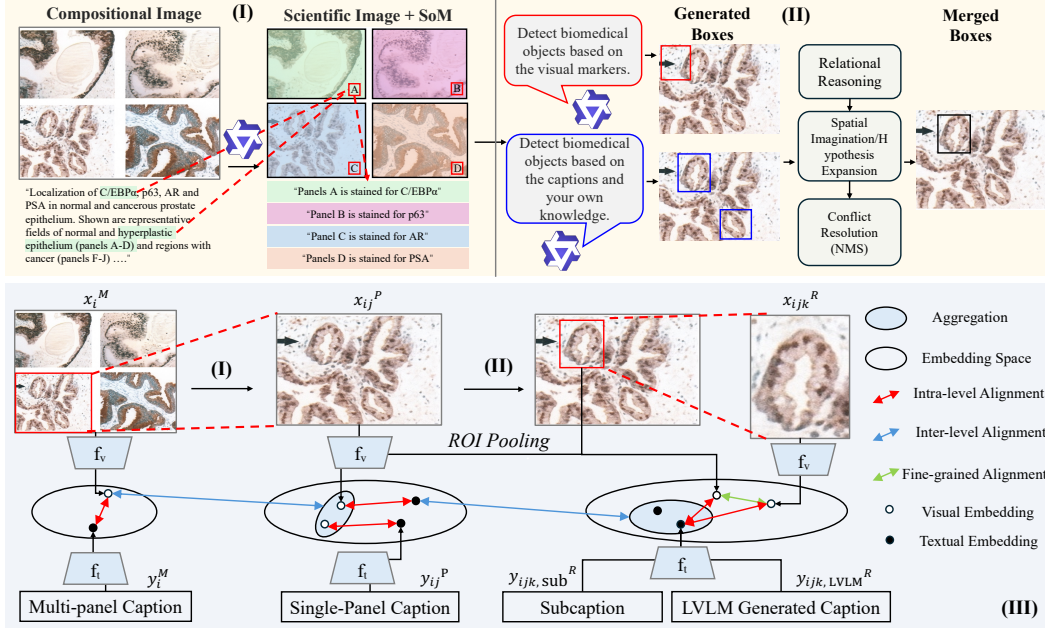 Compositional Image
(I)
Scientific Image + SoM
Generated
Boxes
(II)
Merged
Boxes
A
B
C
D
"Localization of C/EBPα, p63, AR and
PSA in normal and cancerous prostate
epithelium. Shown are representative
fields of normal and hyperplastic
epithelium (panels A-D) and regions with
cancer (panels F-J) …."
"Panels A is stained for C/EBPα"
"Panel B is stained for p63"
"Panel C is stained for AR"
"Panels D is stained for PSA"
Detect biomedical
objects based on
the visual markers.
Detect biomedical
objects based on
the captions and
your own
knowledge.
Relational
Reasoning
Spatial
Imagination/H
ypothesis
Expansion
Conflict
Resolution
(NMS)
x_i^M
x_ij^P
x_ijk^R
(I)
(II)
ROI Pooling
f_v
f_v
f_v
f_t
f_t
f_t
y_i^M
y_ij^P
y_ijk,sub^R
y_ijk,LVLM^R
Multi-panel Caption
Single-Panel Caption
Subcaption
LVLM Generated Caption
Aggregation
Embedding Space
Intra-level Alignment
Inter-level Alignment
Fine-grained Alignment
Visual Embedding
Textual Embedding
(III)